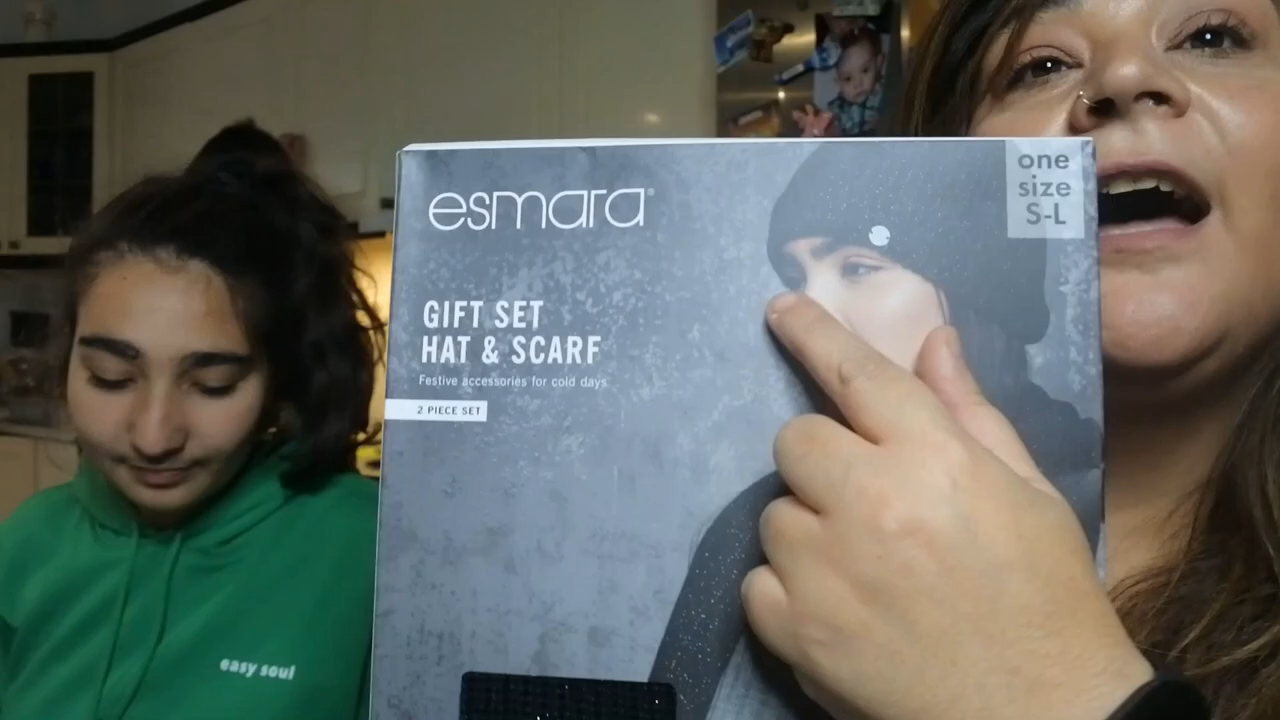 esmara®
one
size
S-L
GIFT SET
HAT & SCARF
Festive accessories for cold days
2 PIECE SET
easy soul